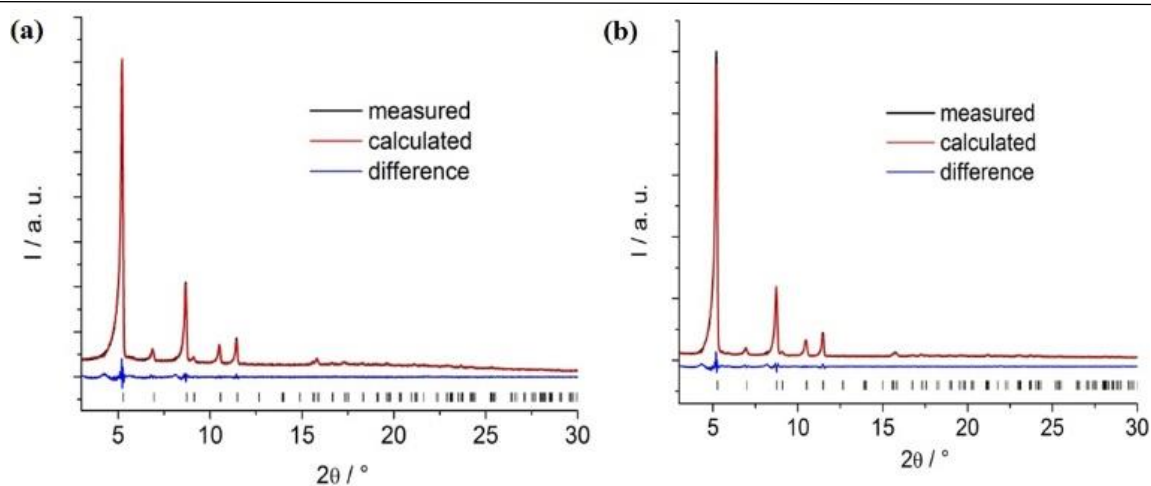 (a)
measured
calculated
difference
I / a. u.
5 10 15 20 25 30
2θ / °
(b)
measured
calculated
difference
I / a. u.
5 10 15 20 25 30
2θ / °